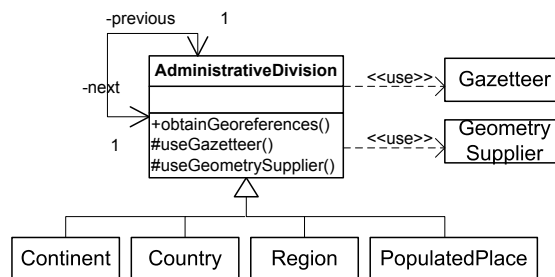 -previous 1
AdministrativeDivision
-next
1
+obtainGeoreferences()
#useGazetteer()
#useGeometrySupplier()
<<use>>
Gazetteer
<<use>>
Geometry
Supplier
Continent
Country
Region
PopulatedPlace